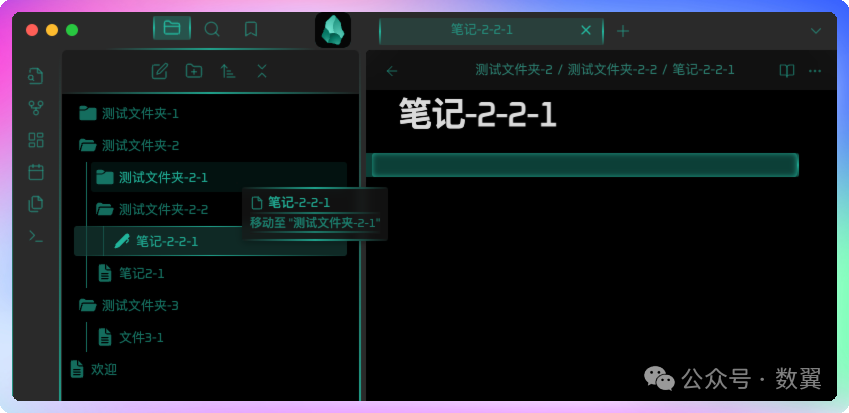 笔记-2-2-1
测试文件夹-2 / 测试文件夹-2-2 / 笔记-2-2-1
测试文件夹-1
测试文件夹-2
测试文件夹-2-1
测试文件夹-2-2
笔记-2-2-1
笔记2-1
测试文件夹-3
文件3-1
欢迎
笔记-2-2-1
移动至 "测试文件夹-2-1"
笔记-2-2-1
公众号 · 数翼